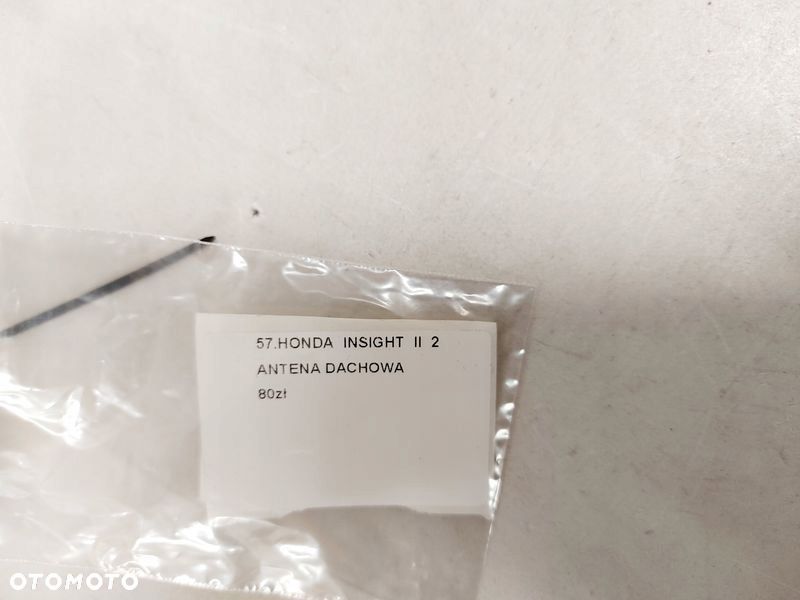 57.HONDA INSIGHT II 2
ANTENA DACHOWA
80zł
OTOMOTO